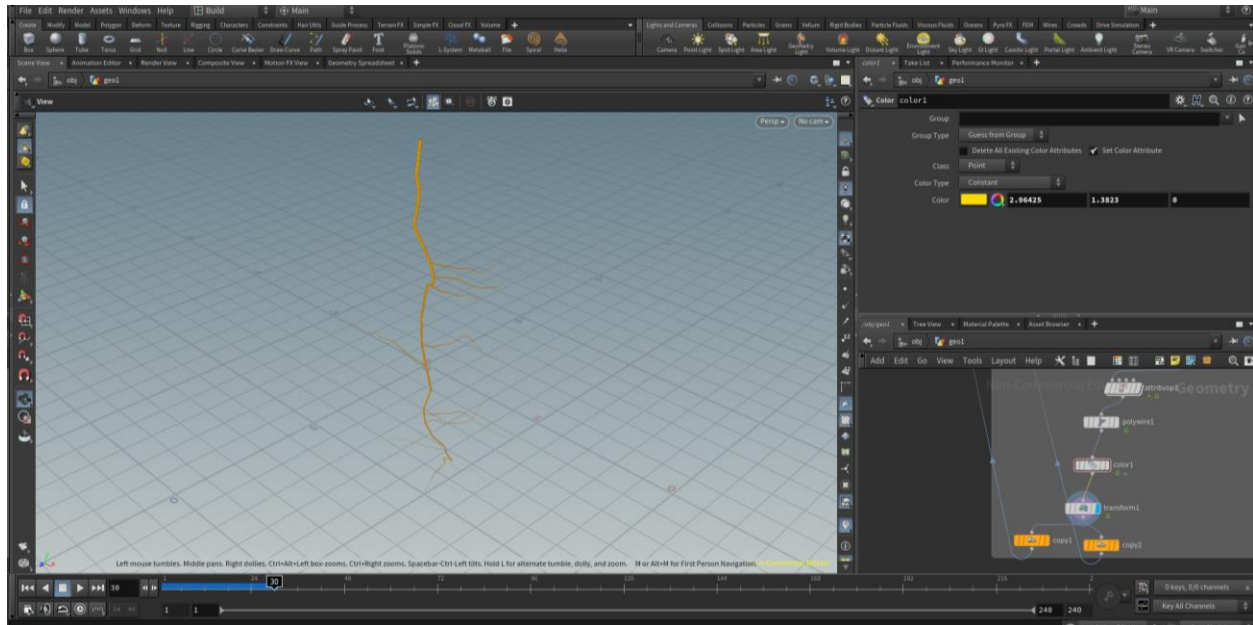 File Edit Render Assets Windows Help Build Main Main
Create Modify Model Polygon Deform Texture Rigging Characters Constraints Hair Utils Guide Process Terrain FX Simple FX Cloud FX Volume + Lights and Cameras Collisions Particles Grains Vellum Rigid Bodies Particle Fluids Viscous Fluids Oceans Pyro FX FEM Wires Crowds Drive Simulation +
Box Sphere Tube Torus Grid Null Line Circle Curve Bezier Draw Curve Path Spray Paint Font Platonic Solids L-System Metaball File Spiral Helix Camera Point Light Spot Light Area Light Geometry Light Volume Light Distant Light Environment Light Sky Light GI Light Caustic Light Portal Light Ambient Light Stereo Camera VR Camera Switcher
Scene View Animation Editor Render View Composite View Motion FX View Geometry Spreadsheet + color1 Take List Performance Monitor +
obj geo1 obj geo1
View Color color1
Persp No cam
Group
Group Type Guess from Group
Delete All Existing Color Attributes Set Color Attribute
Class Point
Color Type Constant
Color 2.96425 1.3823 0
/obj/geo1 Tree View Material Palette Asset Browser +
obj geo1
Add Edit Go View Tools Layout Help
Non-Commercial Edi Geometry
attribvop1
polywire1
color1
transform1
copy1 copy2
Left mouse tumbles. Middle pans. Right dollies. Ctrl+Alt+Left box-zooms. Ctrl+Right zooms. Spacebar-Ctrl-Left tilts. Hold L for alternate tumble, dolly, and zoom. M or Alt+M for First Person Navigation.
30 1 24 30 48 72 96 120 144 168 192 216 2 0 keys, 0/0 channels
1 1 240 240 Key All Channels